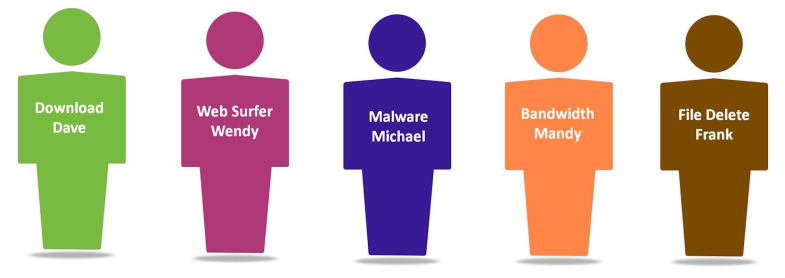 Download
Dave
Web Surfer
Wendy
Malware
Michael
Bandwidth
Mandy
File Delete
Frank